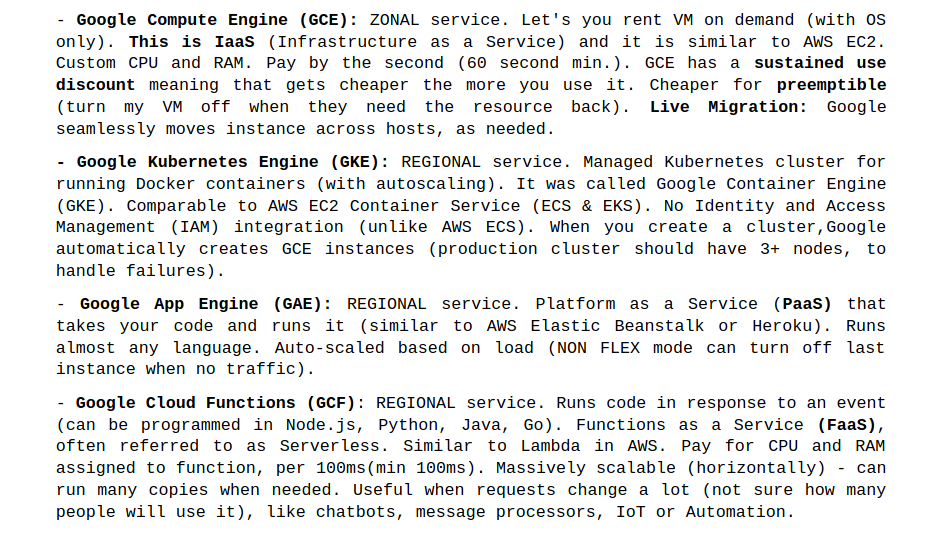 - Google Compute Engine (GCE): ZONAL service. Let's you rent VM on demand (with OS
only). This is IaaS (Infrastructure as a Service) and it is similar to AWS EC2.
Custom CPU and RAM. Pay by the second (60 second min.). GCE has a sustained use
discount meaning that gets cheaper the more you use it. Cheaper for preemptible
(turn my VM off when they need the resource back). Live Migration: Google
seamlessly moves instance across hosts, as needed.
- Google Kubernetes Engine (GKE): REGIONAL service. Managed Kubernetes cluster for
running Docker containers (with autoscaling). It was called Google Container Engine
(GKE). Comparable to AWS EC2 Container Service (ECS & EKS). No Identity and Access
Management (IAM) integration (unlike AWS ECS). When you create a cluster,Google
automatically creates GCE instances (production cluster should have 3+ nodes, to
handle failures).
- Google App Engine (GAE): REGIONAL service. Platform as a Service (PaaS) that
takes your code and runs it (similar to AWS Elastic Beanstalk or Heroku). Runs
almost any language. Auto-scaled based on load (NON FLEX mode can turn off last
instance when no traffic).
- Google Cloud Functions (GCF): REGIONAL service. Runs code in response to an event
(can be programmed in Node.js, Python, Java, Go). Functions as a Service (FaaS),
often referred to as Serverless. Similar to Lambda in AWS. Pay for CPU and RAM
assigned to function, per 100ms(min 100ms). Massively scalable (horizontally) - can
run many copies when needed. Useful when requests change a lot (not sure how many
people will use it), like chatbots, message processors, IoT or Automation.